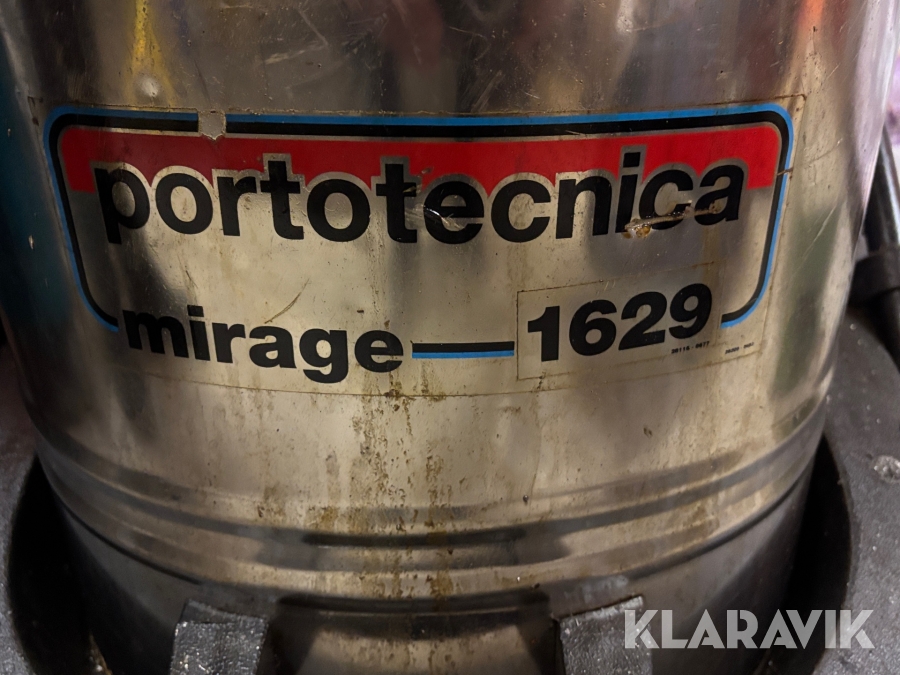 portotecnica
mirage — 1629
KLARAVIK